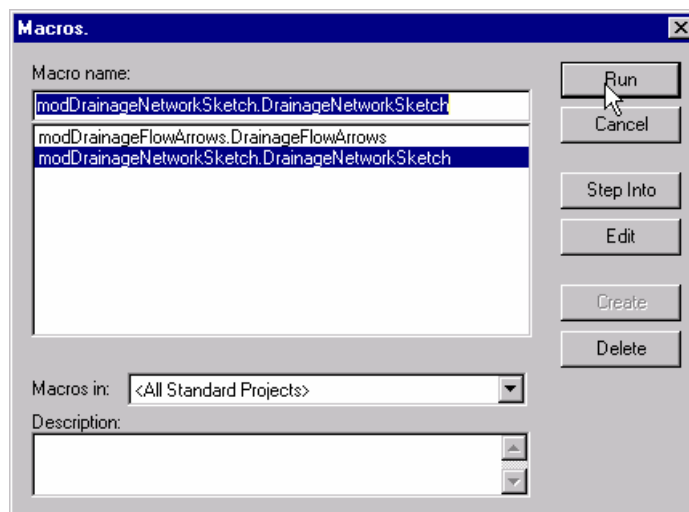 Macros.
Macro name:
Run
modDrainageNetworkSketch.DrainageNetworkSketch
Cancel
modDrainageFlowArrows.DrainageFlowArrows
modDrainageNetworkSketch.DrainageNetworkSketch
Step Into
Edit
Create
Delete
Macros in: <All Standard Projects>
Description: